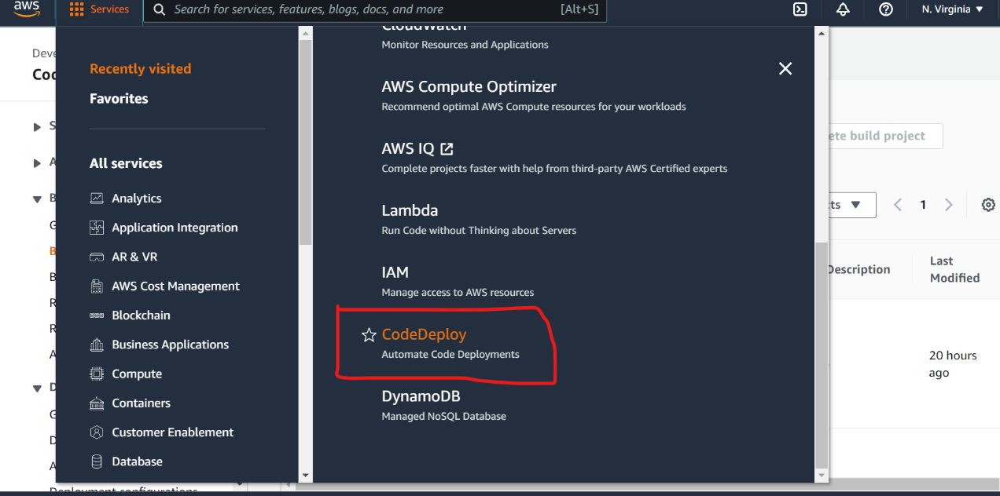 aws
Services
Search for services, features, blogs, docs, and more
[Alt+S]
N. Virginia
Recently visited
Favorites
All services
Analytics
Application Integration
AR & VR
AWS Cost Management
Blockchain
Business Applications
Compute
Containers
Customer Enablement
Database
CloudWatch
Monitor Resources and Applications
AWS Compute Optimizer
Recommend optimal AWS Compute resources for your workloads
AWS IQ
Complete projects faster with help from third-party AWS Certified experts
Lambda
Run Code without Thinking about Servers
IAM
Manage access to AWS resources
CodeDeploy
Automate Code Deployments
DynamoDB
Managed NoSQL Database
build project
1
Description
Last
Modified
20 hours
ago
Deployment configurations